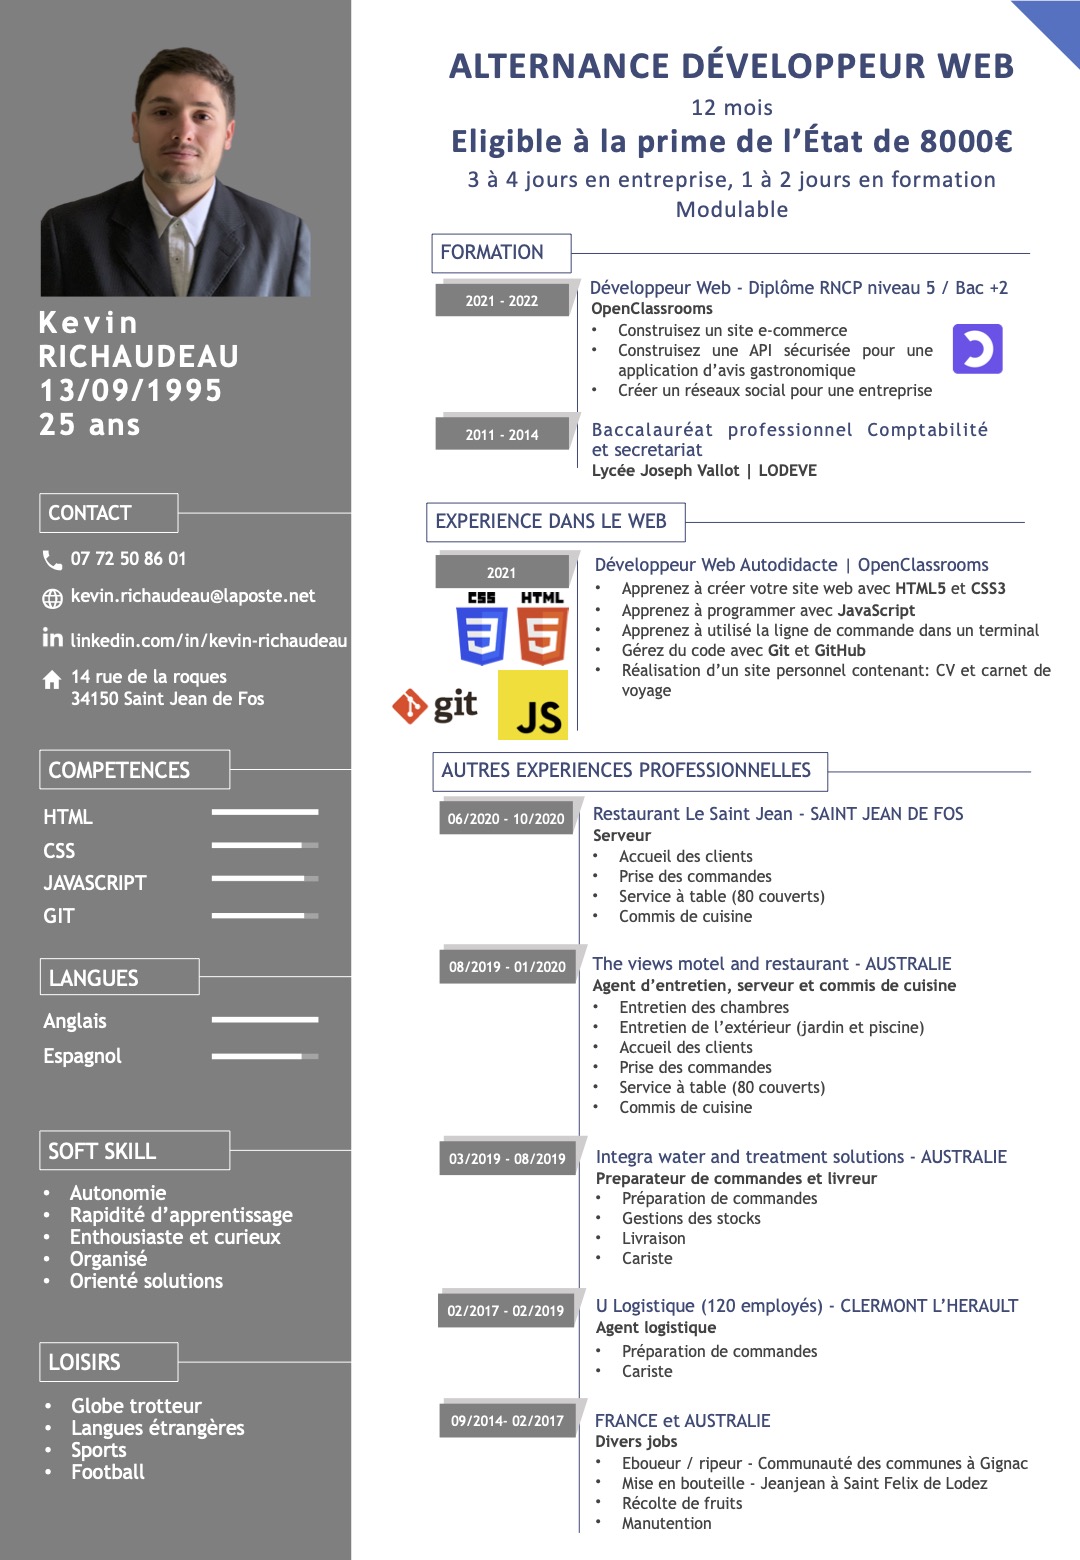 Kevin
RICHAUDEAU
13/09/1995
25 ans
CONTACT
07 72 50 86 01
kevin.richaudeau@laposte.net
in linkedin.com/in/kevin-richaudeau
14 rue de la roques
34150 Saint Jean de Fos
COMPETENCES
HTML
CSS
JAVASCRIPT
GIT
LANGUES
Anglais
Espagnol
SOFT SKILL
• Autonomie
• Rapidité d'apprentissage
• Enthousiaste et curieux
• Organisé
• Orienté solutions
LOISIRS
• Globe trotteur
• Langues étrangères
• Sports
• Football
ALTERNANCE DÉVELOPPEUR WEB
12 mois
Eligible à la prime de l'État de 8000€
3 à 4 jours en entreprise, 1 à 2 jours en formation
Modulable
FORMATION
2021 - 2022
Développeur Web - Diplôme RNCP niveau 5 / Bac +2
OpenClassrooms
• Construisez un site e-commerce
• Construisez une API sécurisée pour une
application d'avis gastronomique
• Créer un réseaux social pour une entreprise
2011 - 2014
Baccalauréat professionnel Comptabilité
et secretariat
Lycée Joseph Vallot | LODEVE
EXPERIENCE DANS LE WEB
2021
CSS HTML
3 5
git JS
Développeur Web Autodidacte | OpenClassrooms
• Apprenez à créer votre site web avec HTML5 et CSS3
• Apprenez à programmer avec JavaScript
• Apprenez à utilisé la ligne de commande dans un terminal
• Gérez du code avec Git et GitHub
• Réalisation d'un site personnel contenant: CV et carnet de
voyage
AUTRES EXPERIENCES PROFESSIONNELLES
06/2020 - 10/2020
Restaurant Le Saint Jean - SAINT JEAN DE FOS
Serveur
• Accueil des clients
• Prise des commandes
• Service à table (80 couverts)
• Commis de cuisine
08/2019 - 01/2020
The views motel and restaurant - AUSTRALIE
Agent d'entretien, serveur et commis de cuisine
• Entretien des chambres
• Entretien de l'extérieur (jardin et piscine)
• Accueil des clients
• Prise des commandes
• Service à table (80 couverts)
• Commis de cuisine
03/2019 - 08/2019
Integra water and treatment solutions - AUSTRALIE
Preparateur de commandes et livreur
• Préparation de commandes
• Gestions des stocks
• Livraison
• Cariste
02/2017 - 02/2019
U Logistique (120 employés) - CLERMONT L'HERAULT
Agent logistique
• Préparation de commandes
• Cariste
09/2014- 02/2017
FRANCE et AUSTRALIE
Divers jobs
• Eboueur / ripeur - Communauté des communes à Gignac
• Mise en bouteille - Jeanjean à Saint Felix de Lodez
• Récolte de fruits
• Manutention